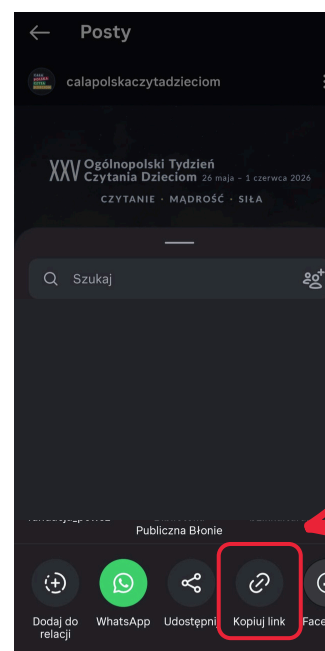 Posty
calapolskaczytadzieciom
XXV Ogólnopolski Tydzień
Czytania Dzieciom 26 maja – 1 czerwca 2026
CZYTANIE · MĄDROŚĆ · SIŁA
Szukaj
Publiczna Błonie
Dodaj do relacji
WhatsApp
Udostępnij
Kopiuj link
Face